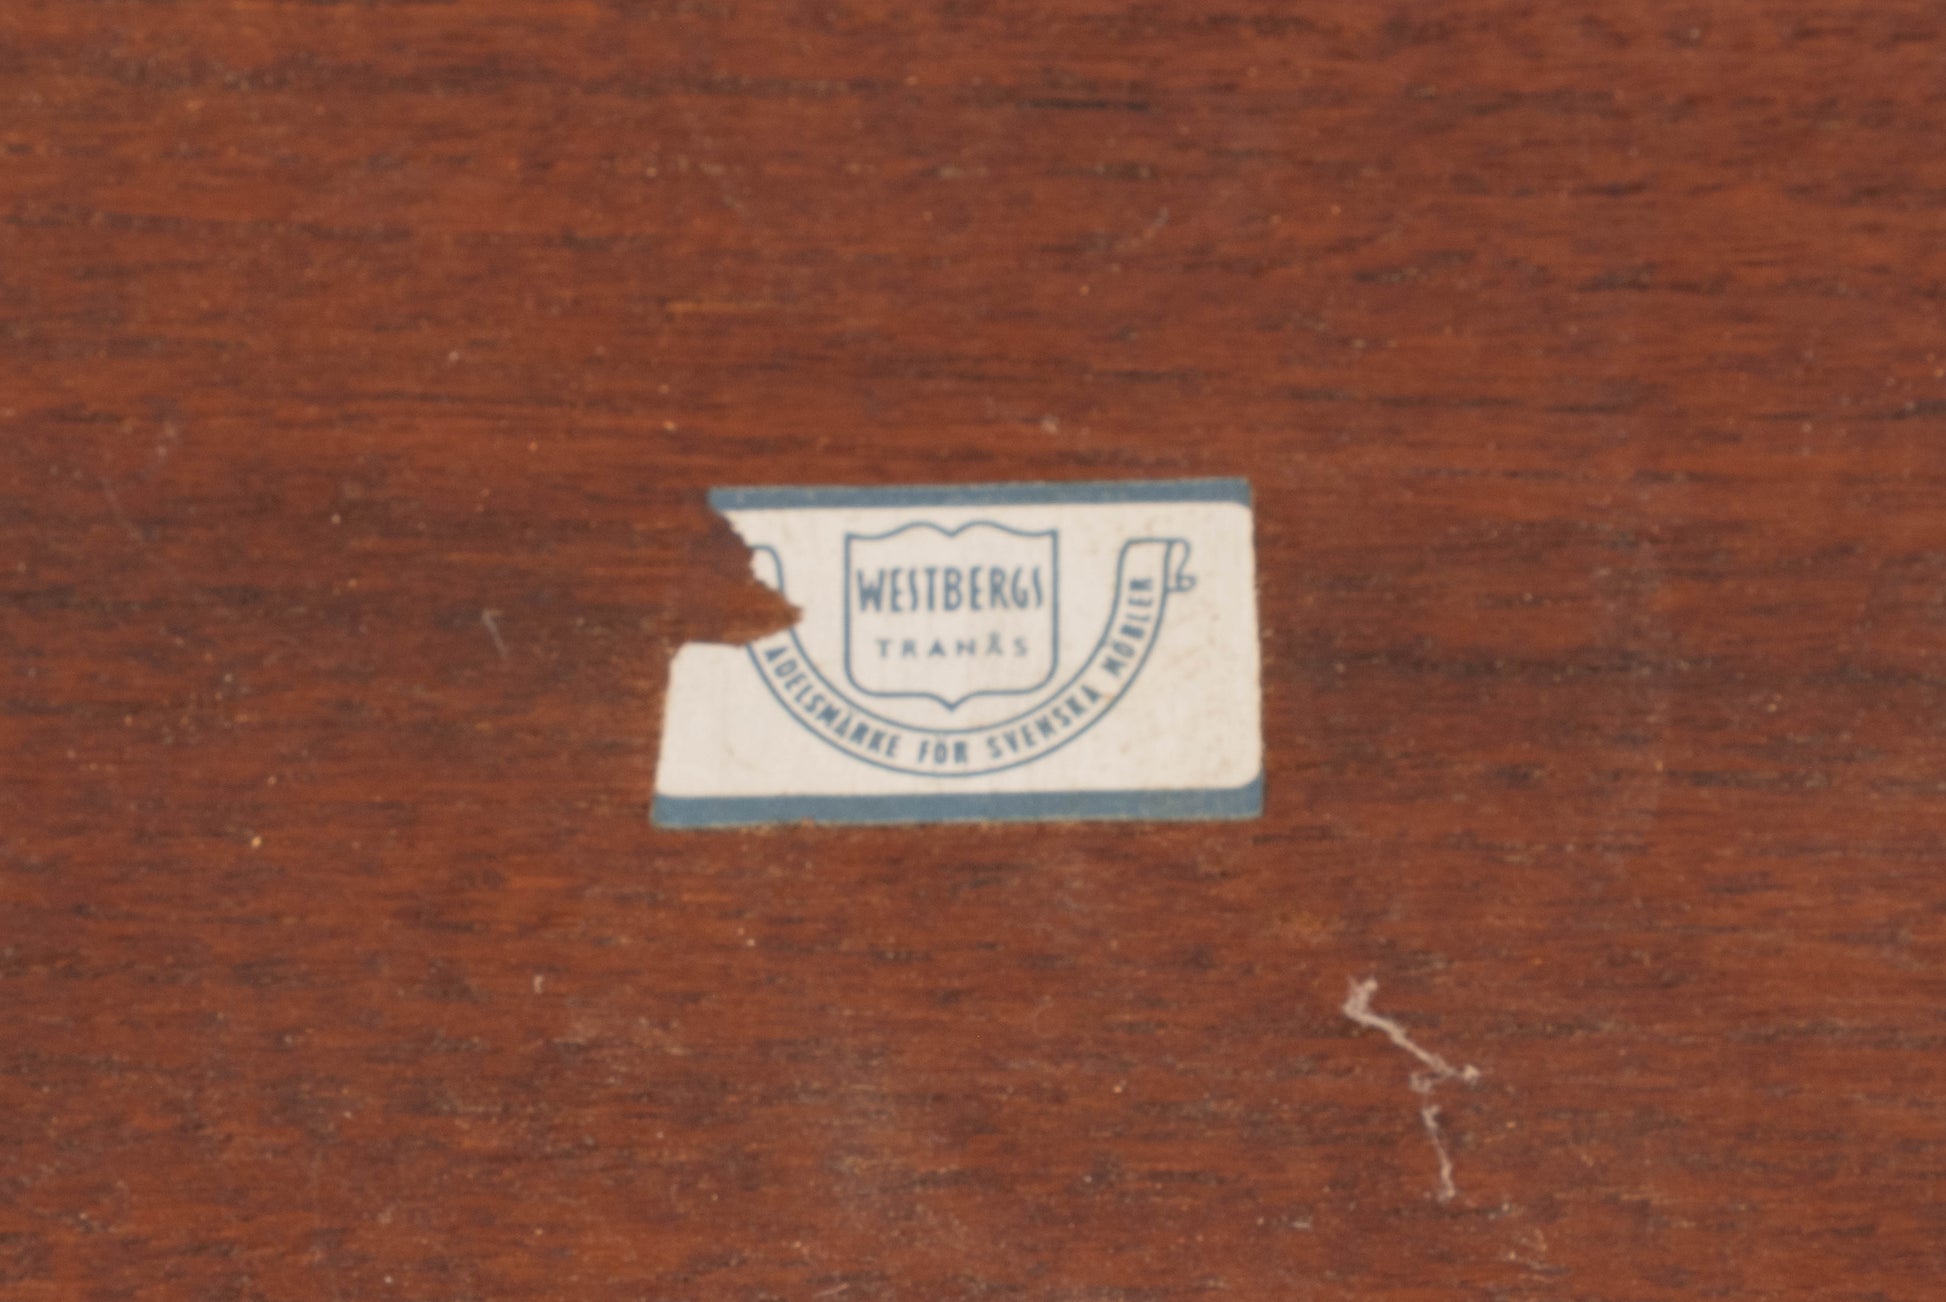 WESTBERGS
TRANÅS
ADELSMÄRKE FÖR SVENSKA MÖBLER